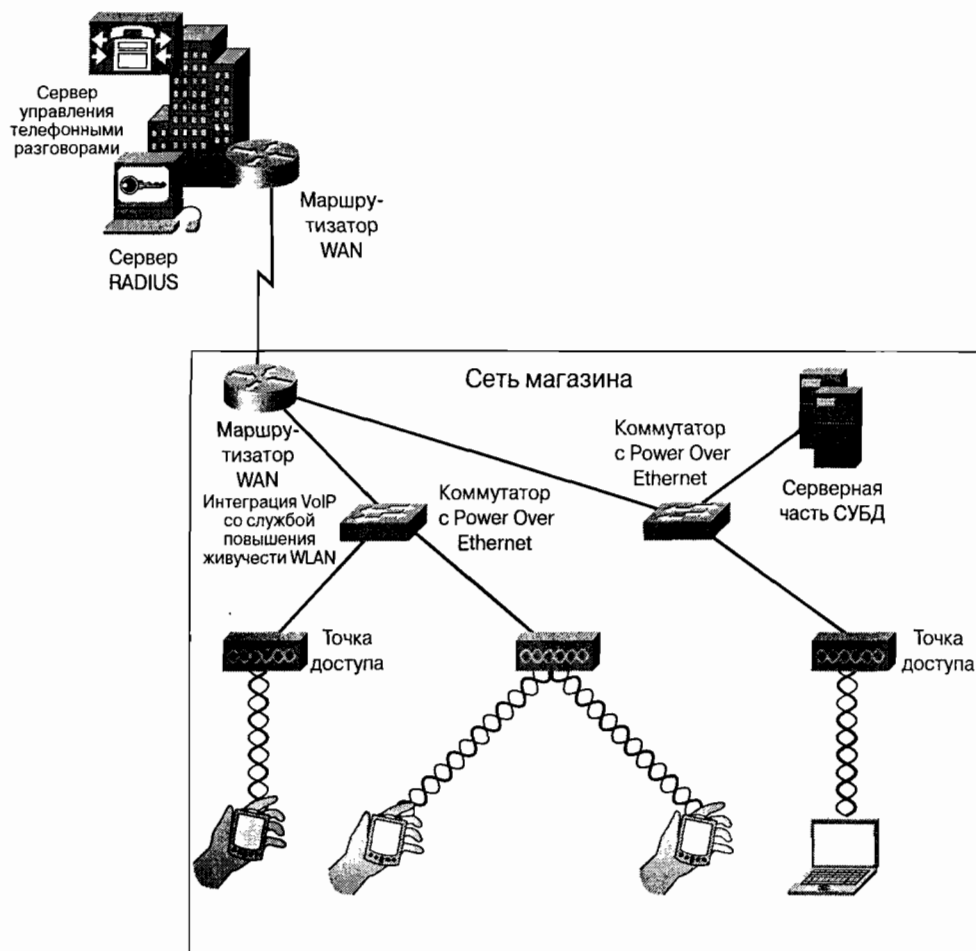 Сервер
управления
телефонными
разговорами
Маршру-
тизатор
WAN
Сервер
RADIUS
Сеть магазина
Маршру-
тизатор
WAN
Интеграция VoIP
со службой
повышения
живучести WLAN
Коммутатор
с Power Over
Ethernet
Коммутатор
с Power Over
Ethernet
Серверная
часть СУБД
Точка
доступа
Точка
доступа